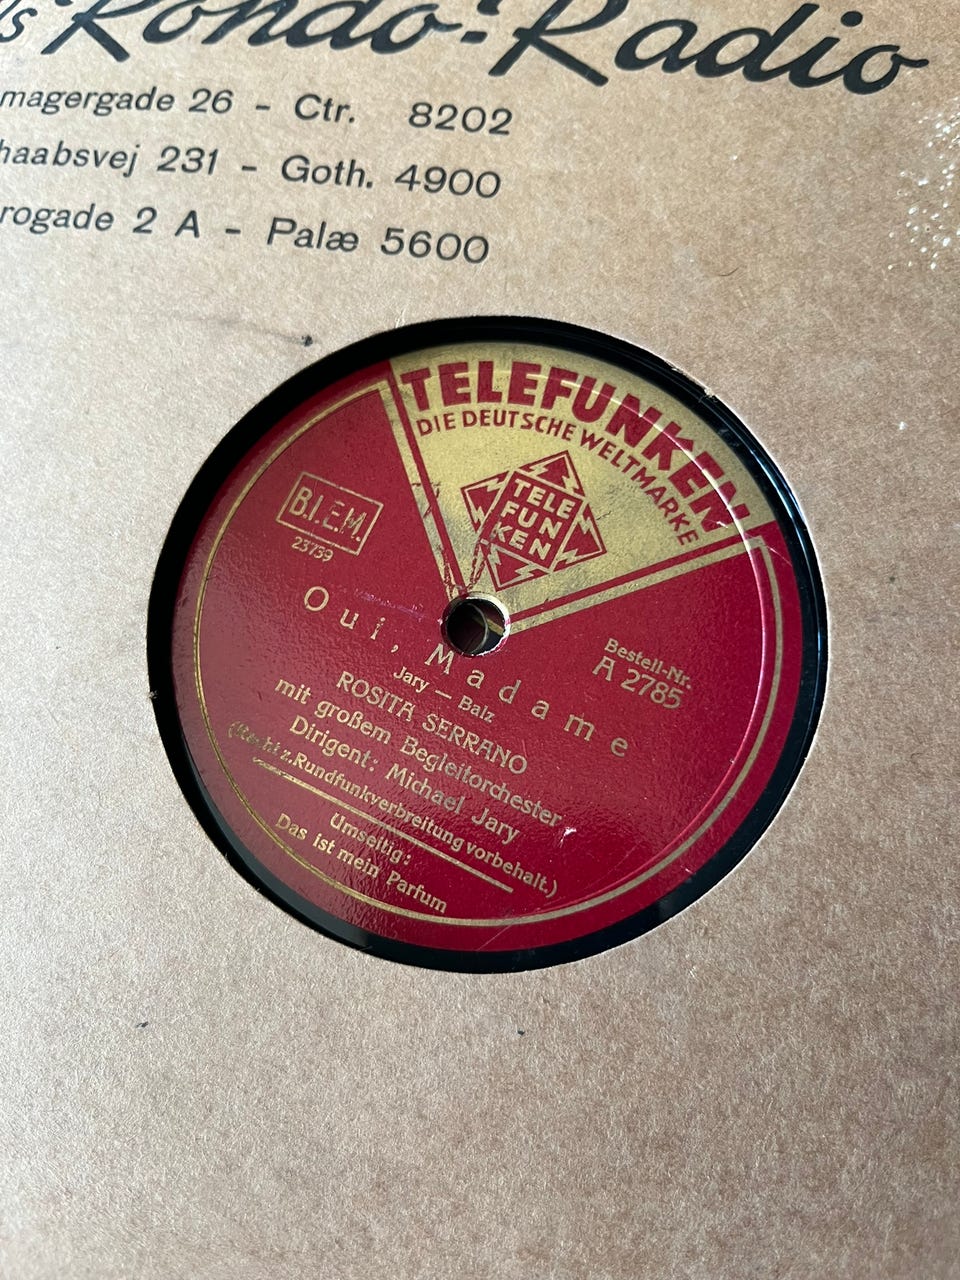 Rondo-Radio
magergade 26 - Ctr. 8202
haabsvej 231 - Goth. 4900
rogade 2 A - Palæ 5600
TELEFUNKEN
DIE DEUTSCHE WELTMARKE
TELE
FUN
KEN
B.I.E.M.
23739
Oui, Madame
Bestell-Nr.
A 2785
Jary — Balz
ROSITA SERRANO
mit großem Begleitorchester
Dirigent: Michael Jary
(Recht z. Rundfunkverbreitung vorbehalt.)
Umseitig:
Das ist mein Parfum